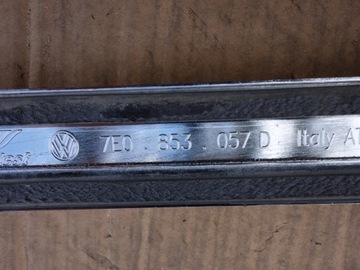 7E0 . 853 . 057 D Italy